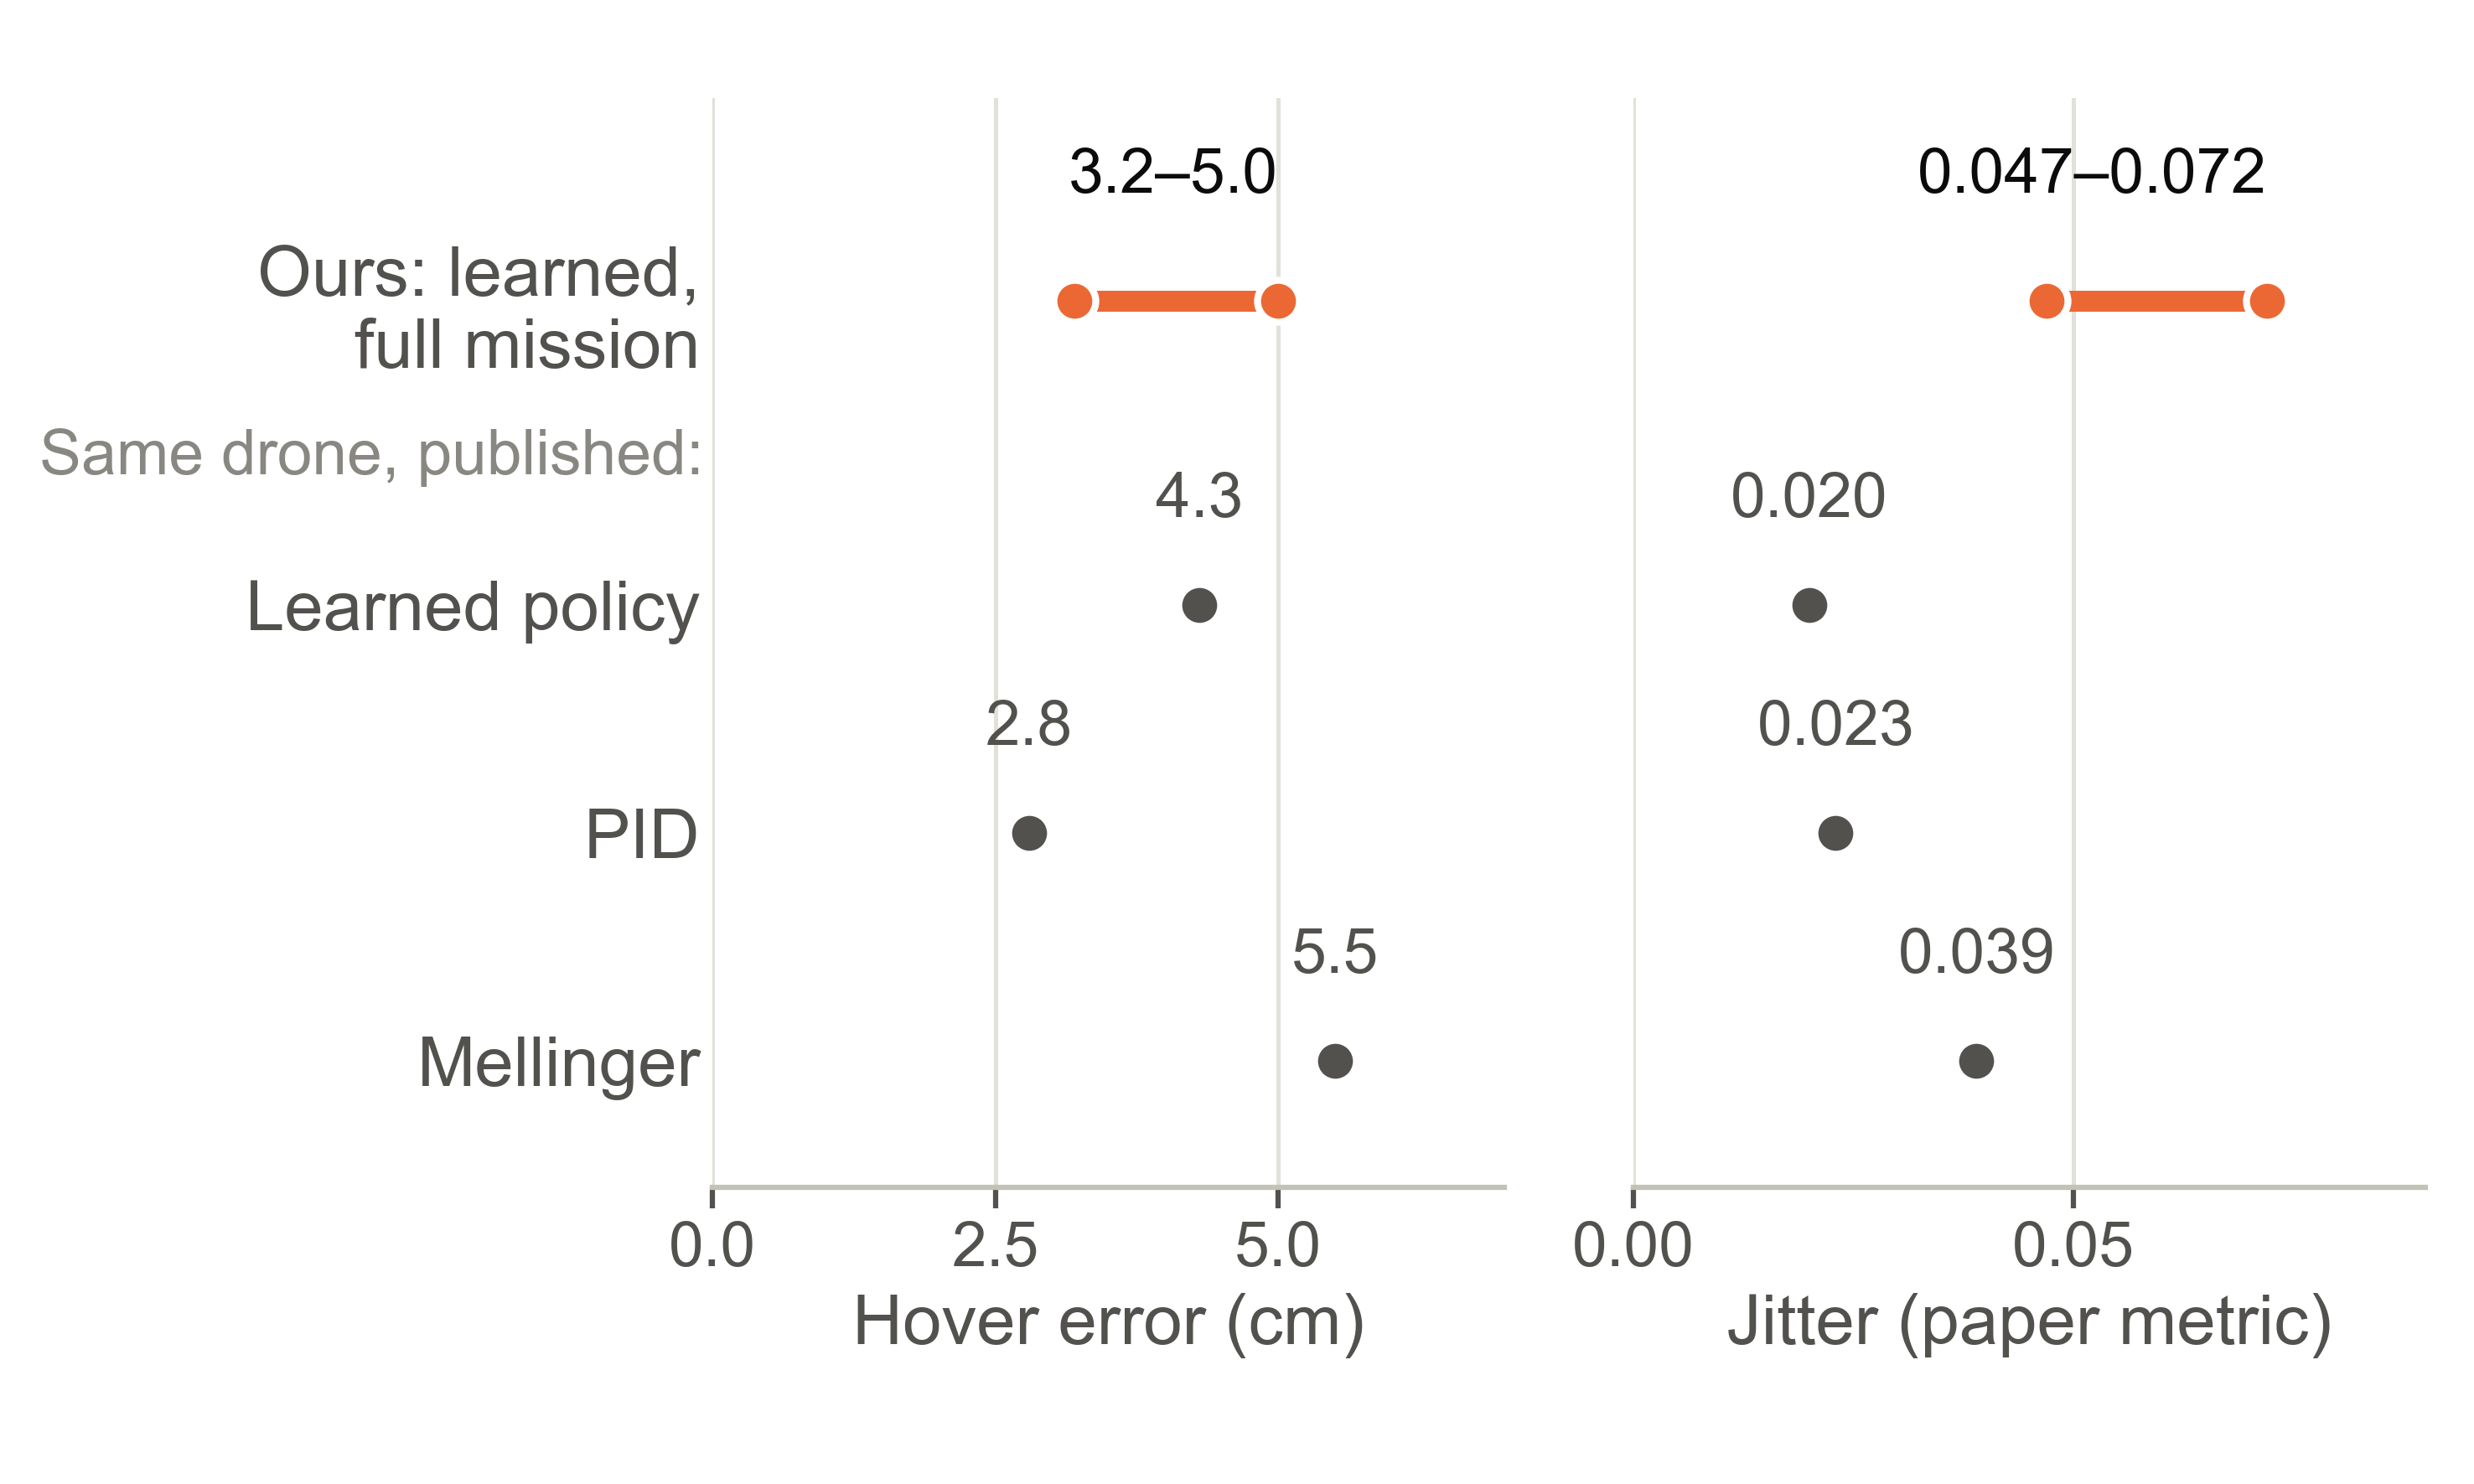 3.2–5.0
0.047–0.072
Ours: learned,
full mission
Same drone, published:
4.3
0.020
Learned policy
2.8
0.023
PID
5.5
0.039
Mellinger
0.0
2.5
5.0
0.00
0.05
Hover error (cm)
Jitter (paper metric)